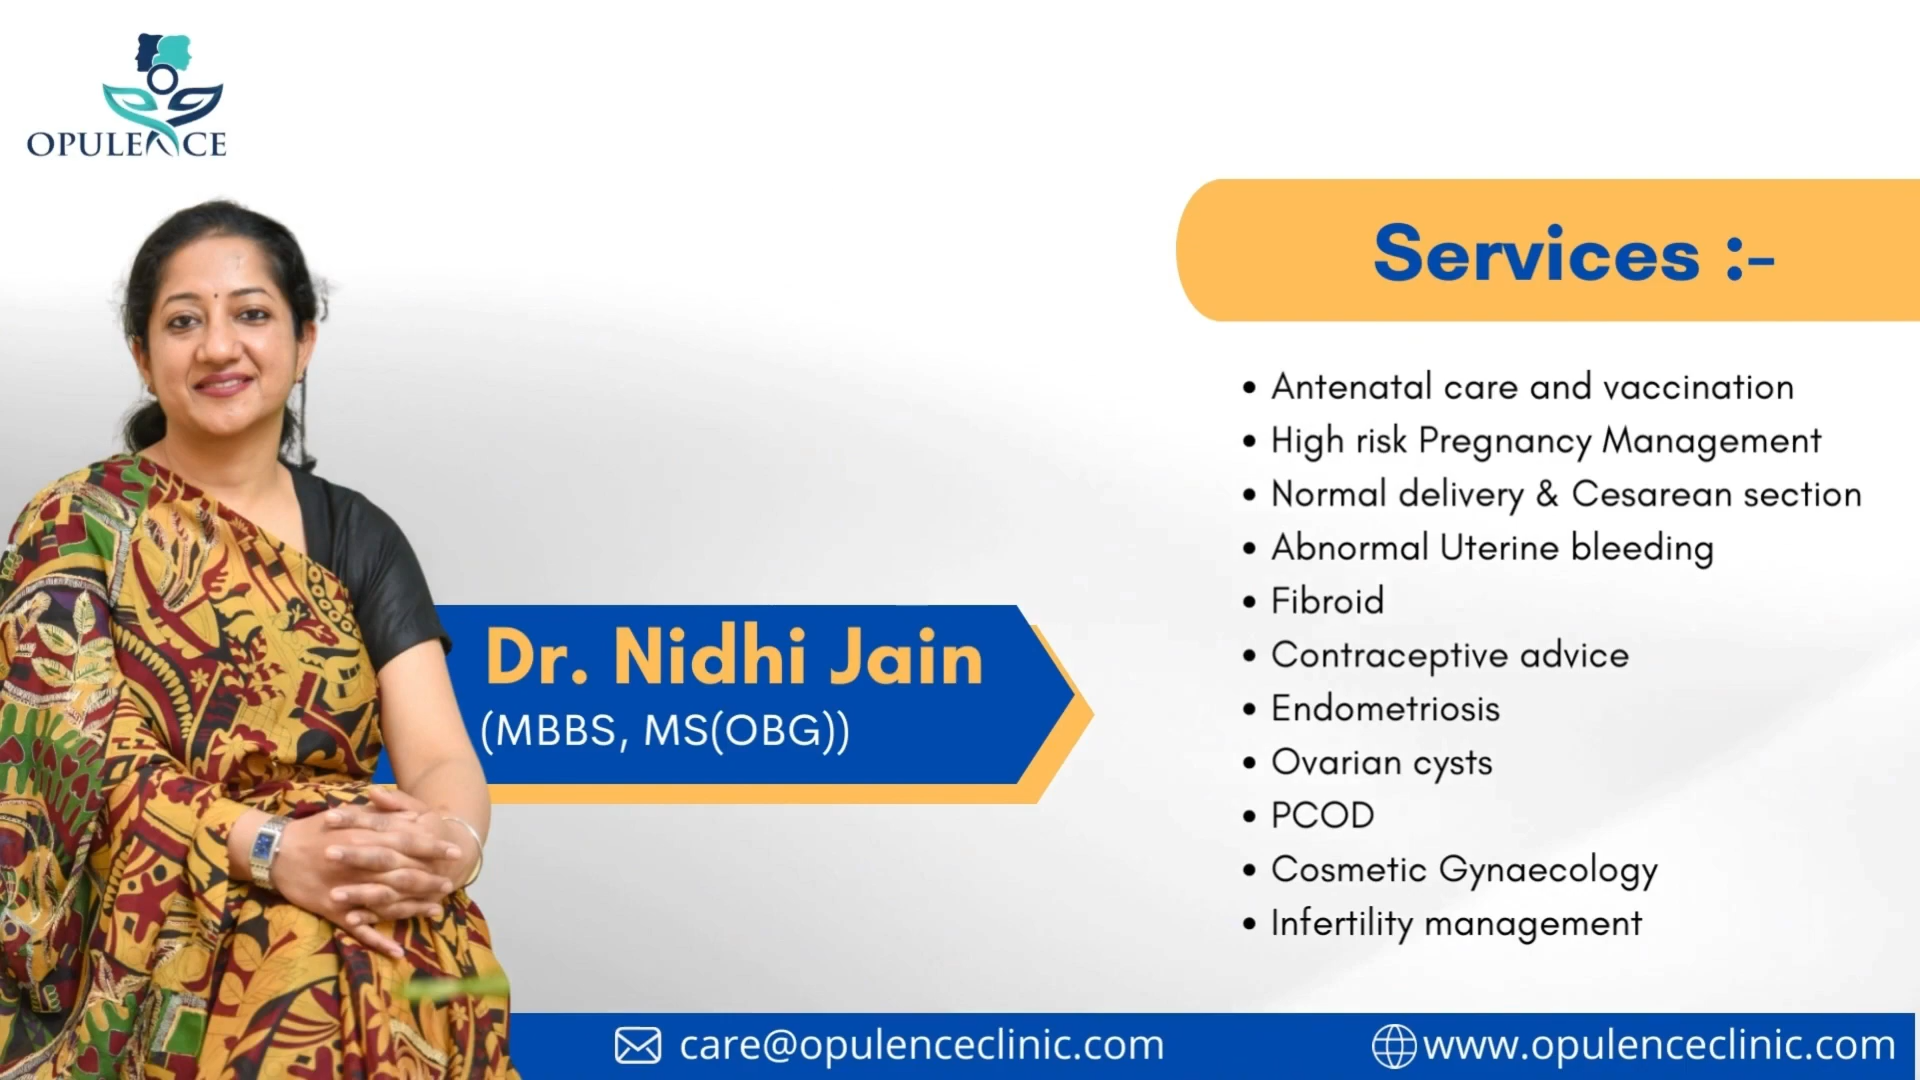 OPULENCE
Services :-
• Antenatal care and vaccination
• High risk Pregnancy Management
• Normal delivery & Cesarean section
• Abnormal Uterine bleeding
• Fibroid
• Contraceptive advice
• Endometriosis
• Ovarian cysts
• PCOD
• Cosmetic Gynaecology
• Infertility management
Dr. Nidhi Jain
(MBBS, MS(OBG))
care@opulenceclinic.com
www.opulenceclinic.com